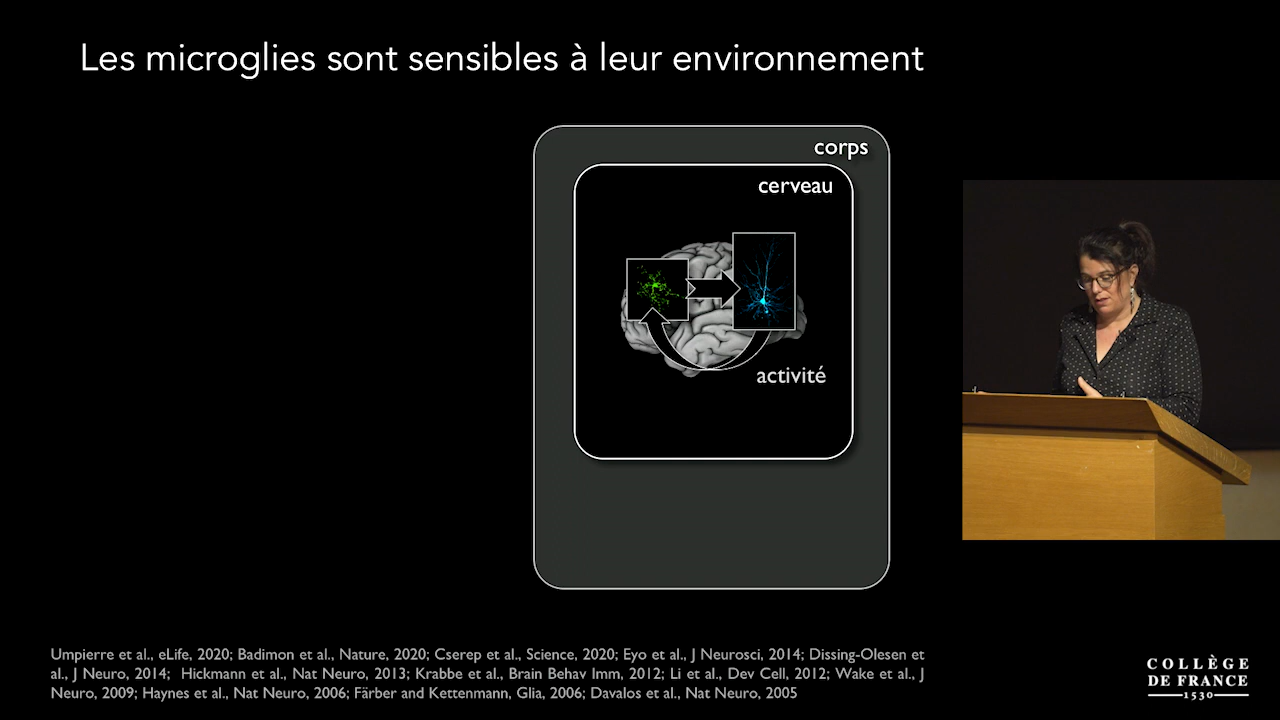 Les microglies sont sensibles à leur environnement
corps
cerveau
activité
Umpierre et al., eLife, 2020; Badimon et al., Nature, 2020; Cserep et al., Science, 2020; Eyo et al., J Neurosci, 2014; Dissing-Olesen et
al., J Neuro, 2014; Hickmann et al., Nat Neuro, 2013; Krabbe et al., Brain Behav Imm, 2012; Li et al., Dev Cell, 2012; Wake et al., J
Neuro, 2009; Haynes et al., Nat Neuro, 2006; Färber and Kettenmann, Glia, 2006; Davalos et al., Nat Neuro, 2005
COLLÈGE
DE FRANCE
1530